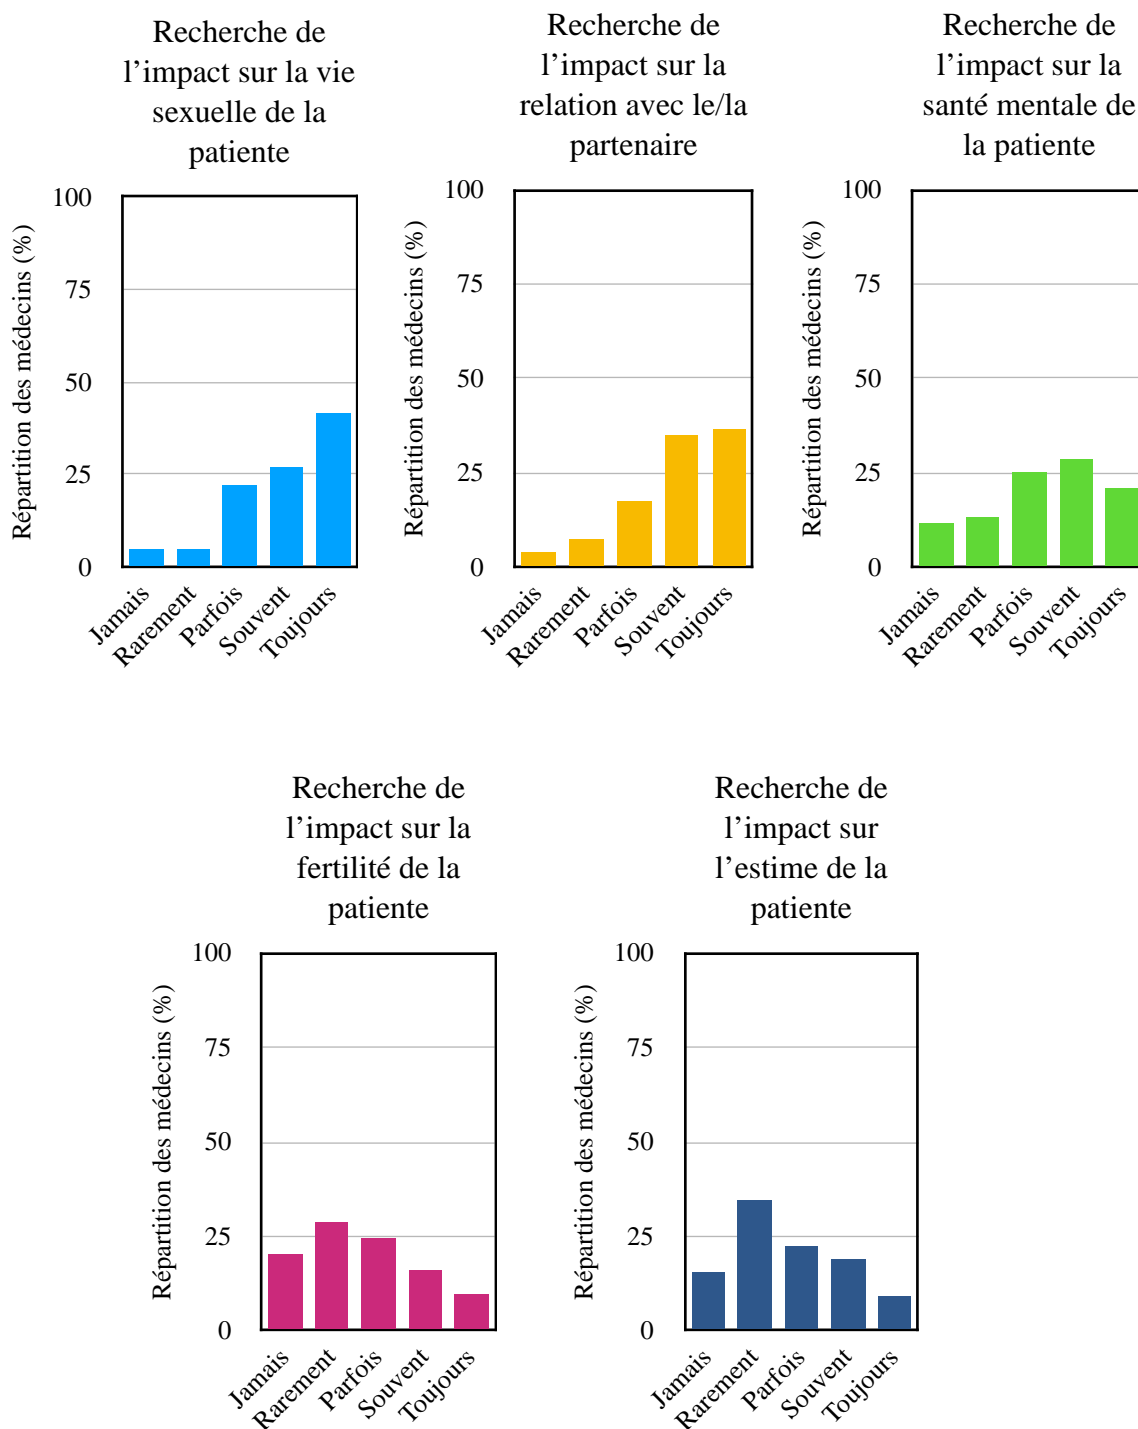 Recherche de
l’impact sur la vie
sexuelle de la
patiente
Répartition des médecins (%)
100
75
50
25
0
Jamais
Rarement
Parfois
Souvent
Toujours
Recherche de
l’impact sur la
relation avec le/la
partenaire
Répartition des médecins (%)
100
75
50
25
0
Jamais
Rarement
Parfois
Souvent
Toujours
Recherche de
l’impact sur la
santé mentale de
la patiente
Répartition des médecins (%)
100
75
50
25
0
Jamais
Rarement
Parfois
Souvent
Toujours
Recherche de
l’impact sur la
fertilité de la
patiente
Répartition des médecins (%)
100
75
50
25
0
Jamais
Rarement
Parfois
Souvent
Toujours
Recherche de
l’impact sur
l’estime de la
patiente
Répartition des médecins (%)
100
75
50
25
0
Jamais
Rarement
Parfois
Souvent
Toujours